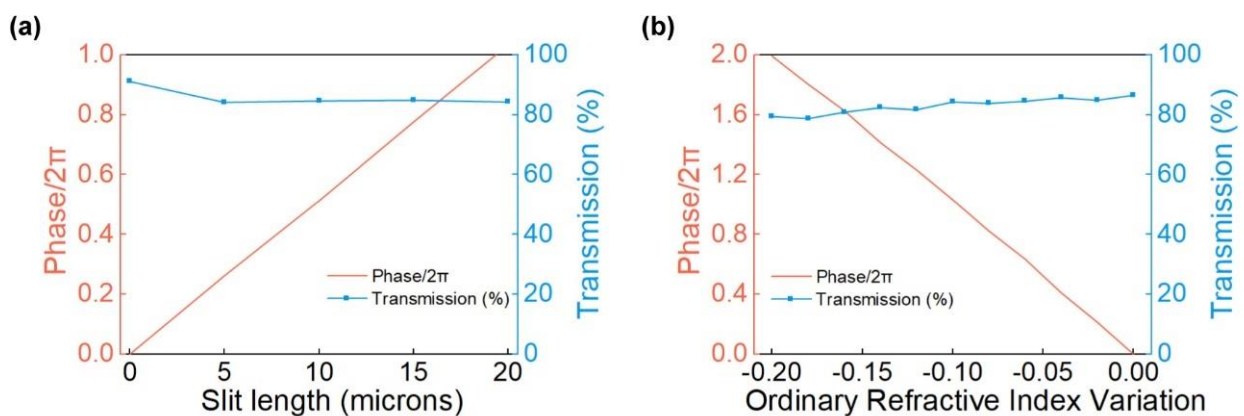 (a)
1.0
0.8
0.6
0.4
0.2
0.0
Phase/2π
100
80
60
40
20
0
Transmission (%)
Phase/2π
Transmission (%)
0 5 10 15 20
Slit length (microns)
(b)
2.0
1.6
1.2
0.8
0.4
0.0
Phase/2π
100
80
60
40
20
0
Transmission (%)
Phase/2π
Transmission (%)
-0.20 -0.15 -0.10 -0.05 0.00
Ordinary Refractive Index Variation